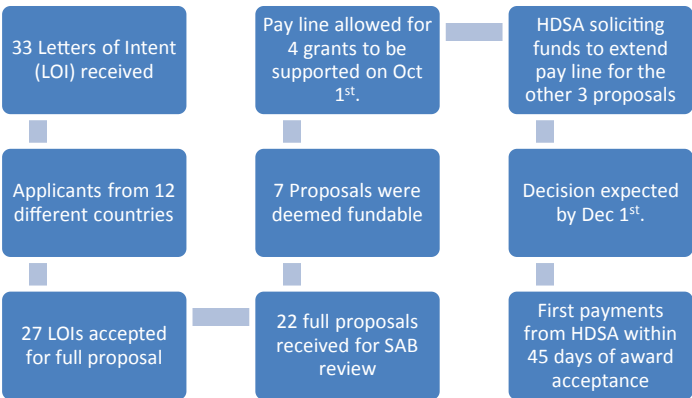 33 Letters of Intent
(LOI) received
Applicants from 12
different countries
27 LOIs accepted
for full proposal
22 full proposals
received for SAB
review
7 Proposals were
deemed fundable
Pay line allowed for
4 grants to be
supported on Oct
1st.
HDSA soliciting
funds to extend
pay line for the
other 3 proposals
Decision expected
by Dec 1st.
First payments
from HDSA within
45 days of award
acceptance